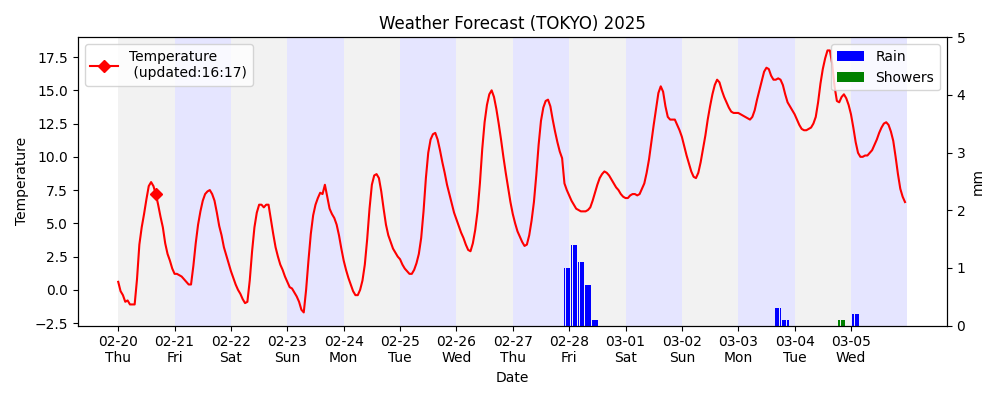 Weather Forecast (TOKYO) 2025
Temperature
(updated:16:17)
Rain
Showers
Temperature
17.5
15.0
12.5
10.0
7.5
5.0
2.5
0.0
−2.5
5
4
3
2
1
0
mm
02-20 02-21 02-22 02-23 02-24 02-25 02-26 02-27 02-28 03-01 03-02 03-03 03-04 03-05
Thu Fri Sat Sun Mon Tue Wed Thu Fri Sat Sun Mon Tue Wed
Date